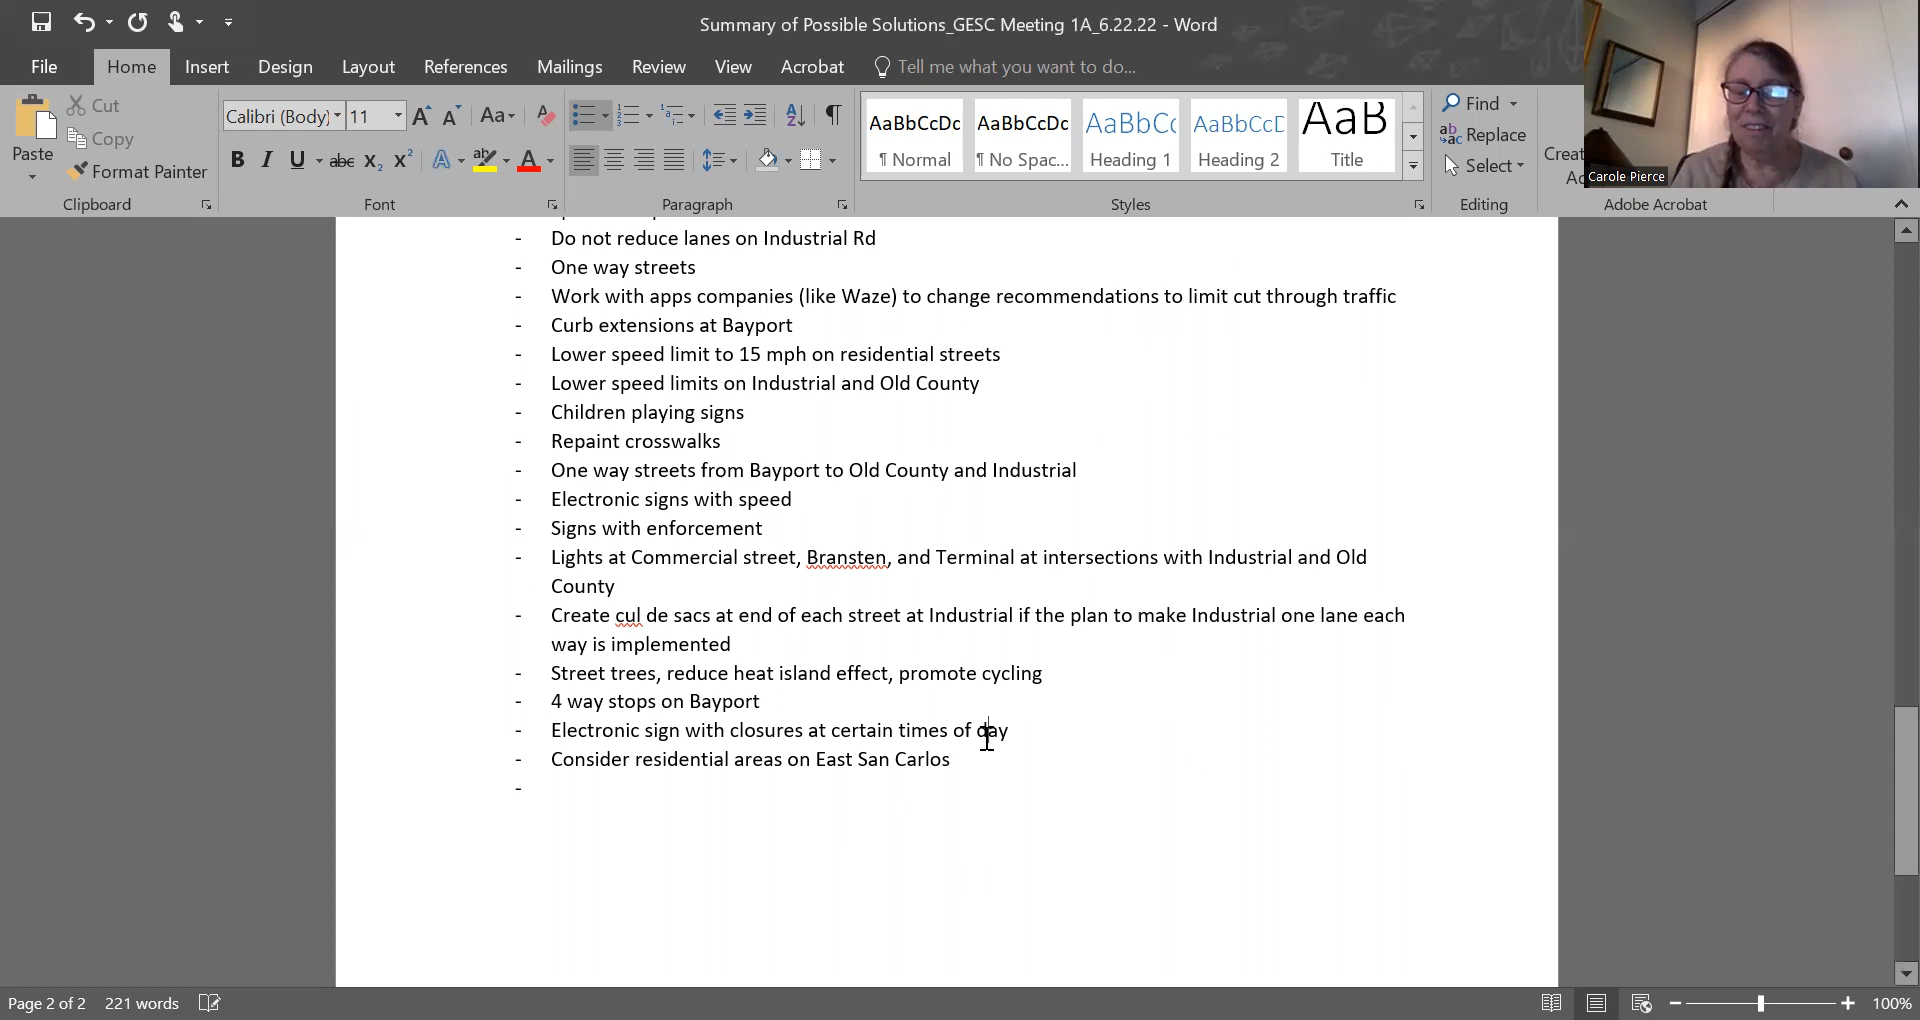 Summary of Possible Solutions_GESC Meeting 1A_6.22.22 - Word
File Home Insert Design Layout References Mailings Review View Acrobat Tell me what you want to do...
Paste
Cut
Copy
Format Painter
Clipboard
Calibri (Body) 11
Aa
B I U abc X₂ X² A ab A
Font
Paragraph
AaBbCcDc AaBbCcDc AaBbC AaBbCcD AaB
¶ Normal ¶ No Spac... Heading 1 Heading 2 Title
Styles
Find
Replace
Select
Editing
Adobe Acrobat
Carole Pierce
- Do not reduce lanes on Industrial Rd
- One way streets
- Work with apps companies (like Waze) to change recommendations to limit cut through traffic
- Curb extensions at Bayport
- Lower speed limit to 15 mph on residential streets
- Lower speed limits on Industrial and Old County
- Children playing signs
- Repaint crosswalks
- One way streets from Bayport to Old County and Industrial
- Electronic signs with speed
- Signs with enforcement
- Lights at Commercial street, Bransten, and Terminal at intersections with Industrial and Old
County
- Create cul de sacs at end of each street at Industrial if the plan to make Industrial one lane each
way is implemented
- Street trees, reduce heat island effect, promote cycling
- 4 way stops on Bayport
- Electronic sign with closures at certain times of day
- Consider residential areas on East San Carlos
-
Page 2 of 2 221 words
100%